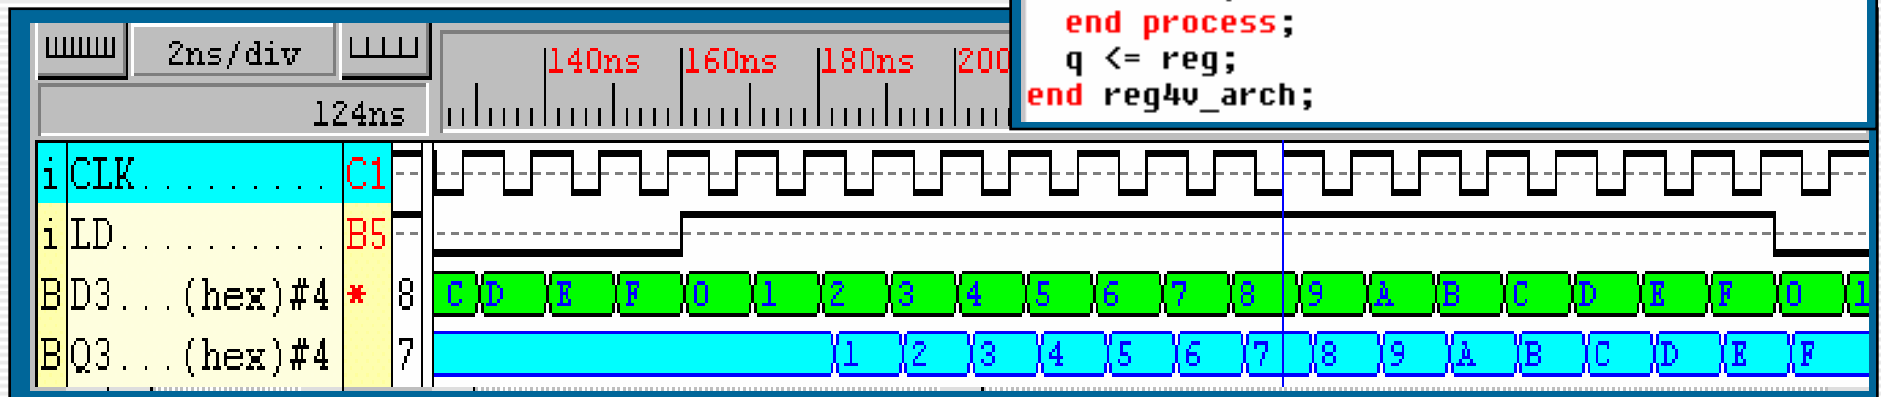 end process;
q <= reg;
end reg4v_arch;
2ns/div
140ns 160ns 180ns 200
124ns
i CLK......... C1
i LD.......... B5
B D3...(hex)#4 * 8 C D E F 0 1 2 3 4 5 6 7 8 9 A B C D E F 0 1
B Q3...(hex)#4 7 1 2 3 4 5 6 7 8 9 A B C D E F